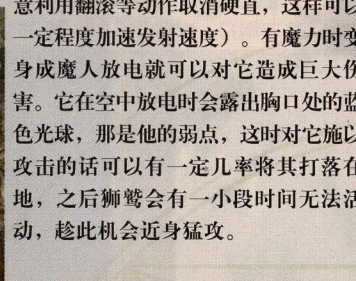 意利用翻滚等动作取消硬直，这样可以
一定程度加速发射速度）。有魔力时变
身成魔人放电就可以对它造成巨大伤
害。它在空中放电时会露出胸口处的蓝
色光球，那是他的弱点，这时对它施以
攻击的话可以有一定几率将其打落在
地，之后狮鹫会有一小段时间无法活
动，趁此机会近身猛攻。